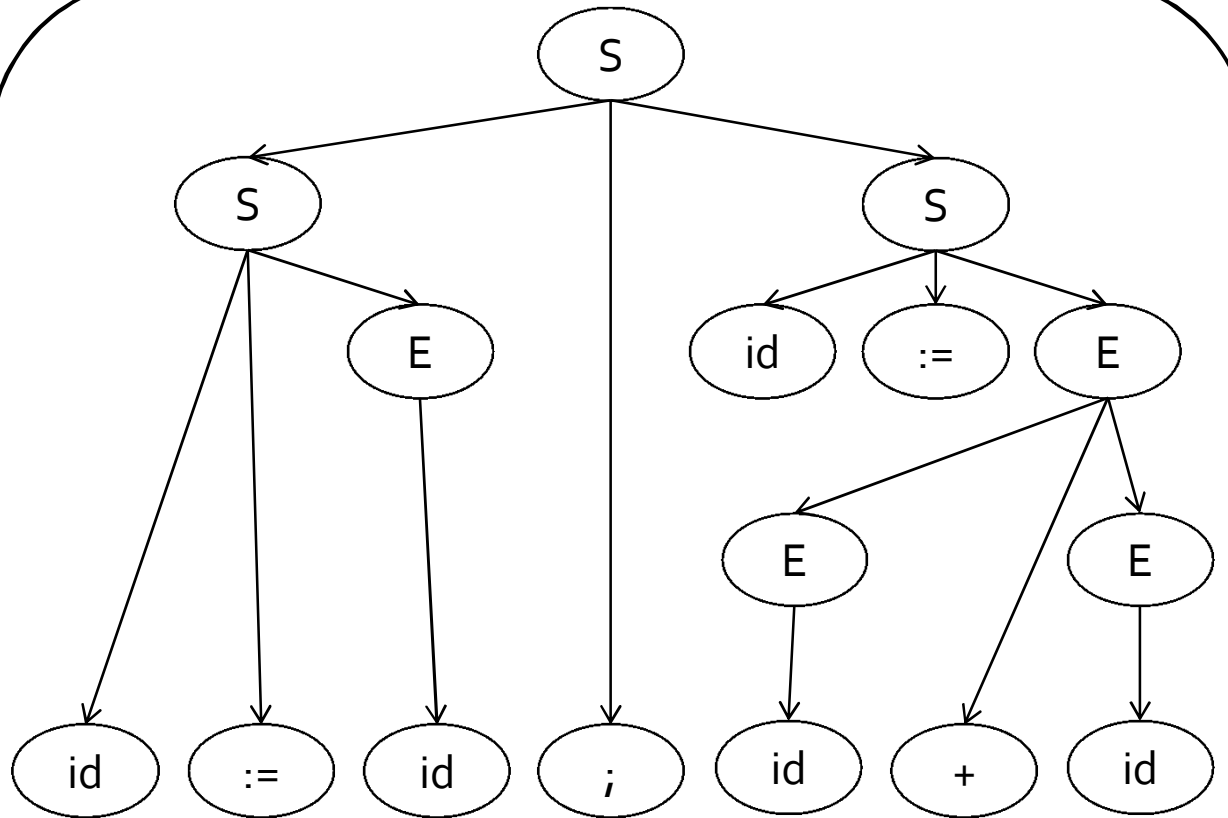 S
S S
E id := E
E E
id := id ; id + id